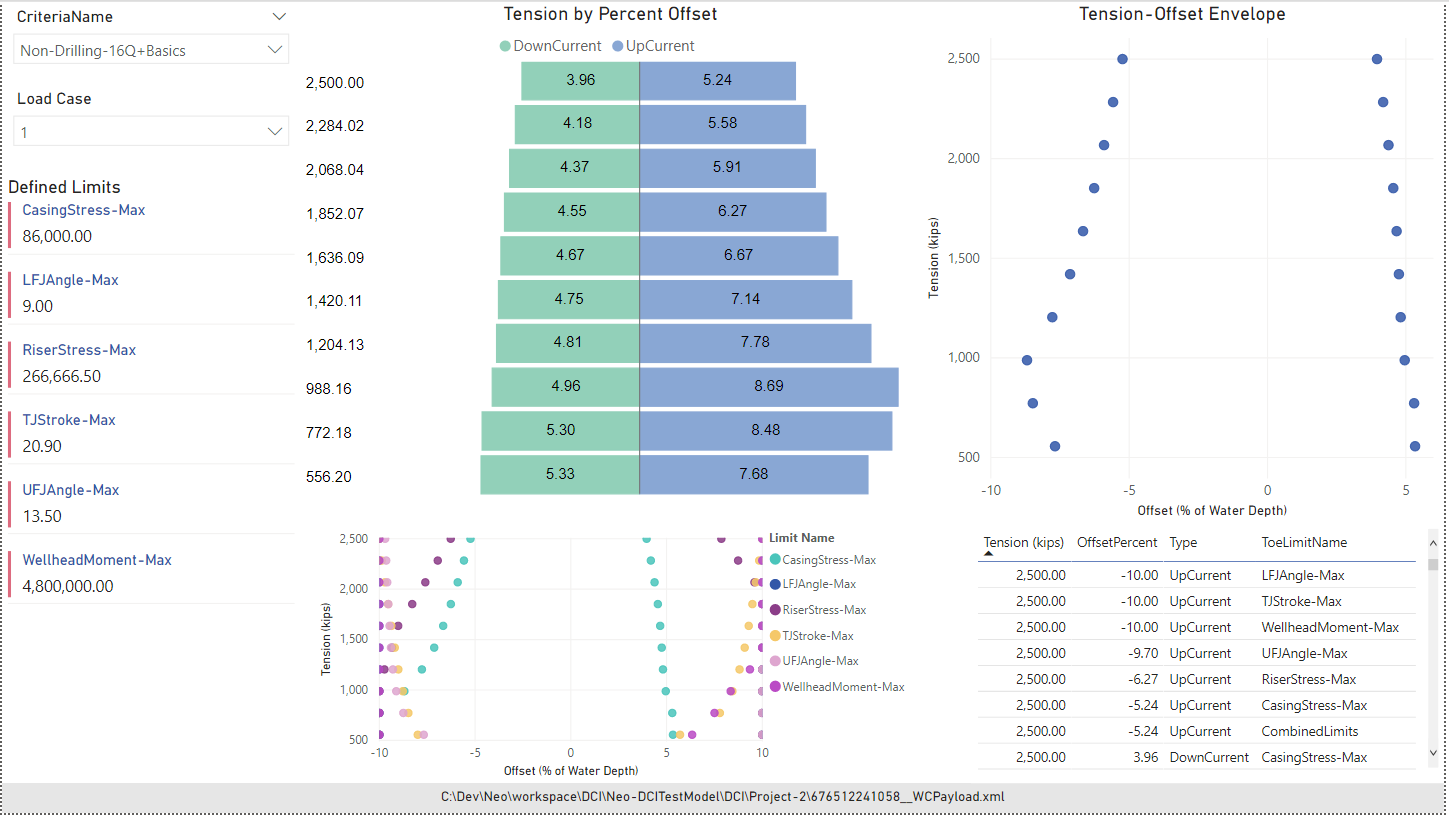 CriteriaName
Non-Drilling-16Q+Basics
Load Case
1
Defined Limits
CasingStress-Max
86,000.00
LFJAngle-Max
9.00
RiserStress-Max
266,666.50
TJStroke-Max
20.90
UFJAngle-Max
13.50
WellheadMoment-Max
4,800,000.00
Tension by Percent Offset
DownCurrent UpCurrent
2,500.00 3.96 5.24
2,284.02 4.18 5.58
2,068.04 4.37 5.91
1,852.07 4.55 6.27
1,636.09 4.67 6.67
1,420.11 4.75 7.14
1,204.13 4.81 7.78
988.16 4.96 8.69
772.18 5.30 8.48
556.20 5.33 7.68
Tension-Offset Envelope
2,500
2,000
1,500
1,000
500
Tension (kips)
-10 -5 0 5
Offset (% of Water Depth)
2,500
2,000
1,500
1,000
500
Tension (kips)
-10 -5 0 5 10
Offset (% of Water Depth)
Limit Name
CasingStress-Max
LFJAngle-Max
RiserStress-Max
TJStroke-Max
UFJAngle-Max
WellheadMoment-Max
Tension (kips) OffsetPercent Type ToeLimitName
2,500.00 -10.00 UpCurrent LFJAngle-Max
2,500.00 -10.00 UpCurrent TJStroke-Max
2,500.00 -10.00 UpCurrent WellheadMoment-Max
2,500.00 -9.70 UpCurrent UFJAngle-Max
2,500.00 -6.27 UpCurrent RiserStress-Max
2,500.00 -5.24 UpCurrent CasingStress-Max
2,500.00 -5.24 UpCurrent CombinedLimits
2,500.00 3.96 DownCurrent CasingStress-Max
C:\Dev\Neo\workspace\DCI\Neo-DCITestModel\DCI\Project-2\676512241058__WCPayload.xml